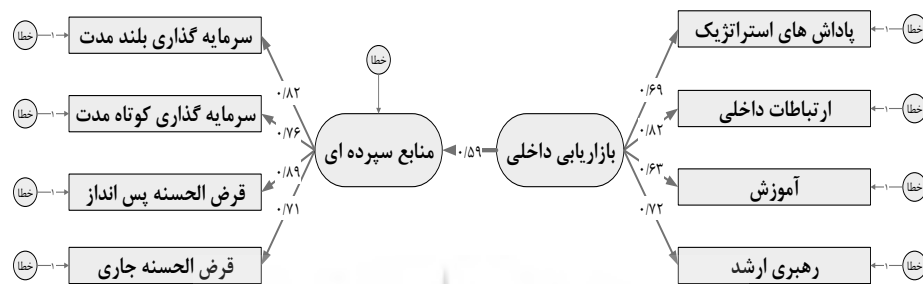 پاداش های استراتژیک
۱
خطا
۰/۶۹
ارتباطات داخلی
۱
خطا
۰/۸۲
آموزش
۱
خطا
۰/۶۳
رهبری ارشد
۱
خطا
۰/۷۲
بازاریابی داخلی
۰/۵۹
خطا
منابع سپرده ای
سرمایه گذاری بلند مدت
۱
خطا
۰/۸۲
سرمایه گذاری کوتاه مدت
۱
خطا
۰/۷۶
قرض الحسنه پس انداز
۱
خطا
۰/۸۹
قرض الحسنه جاری
۱
خطا
۰/۷۱